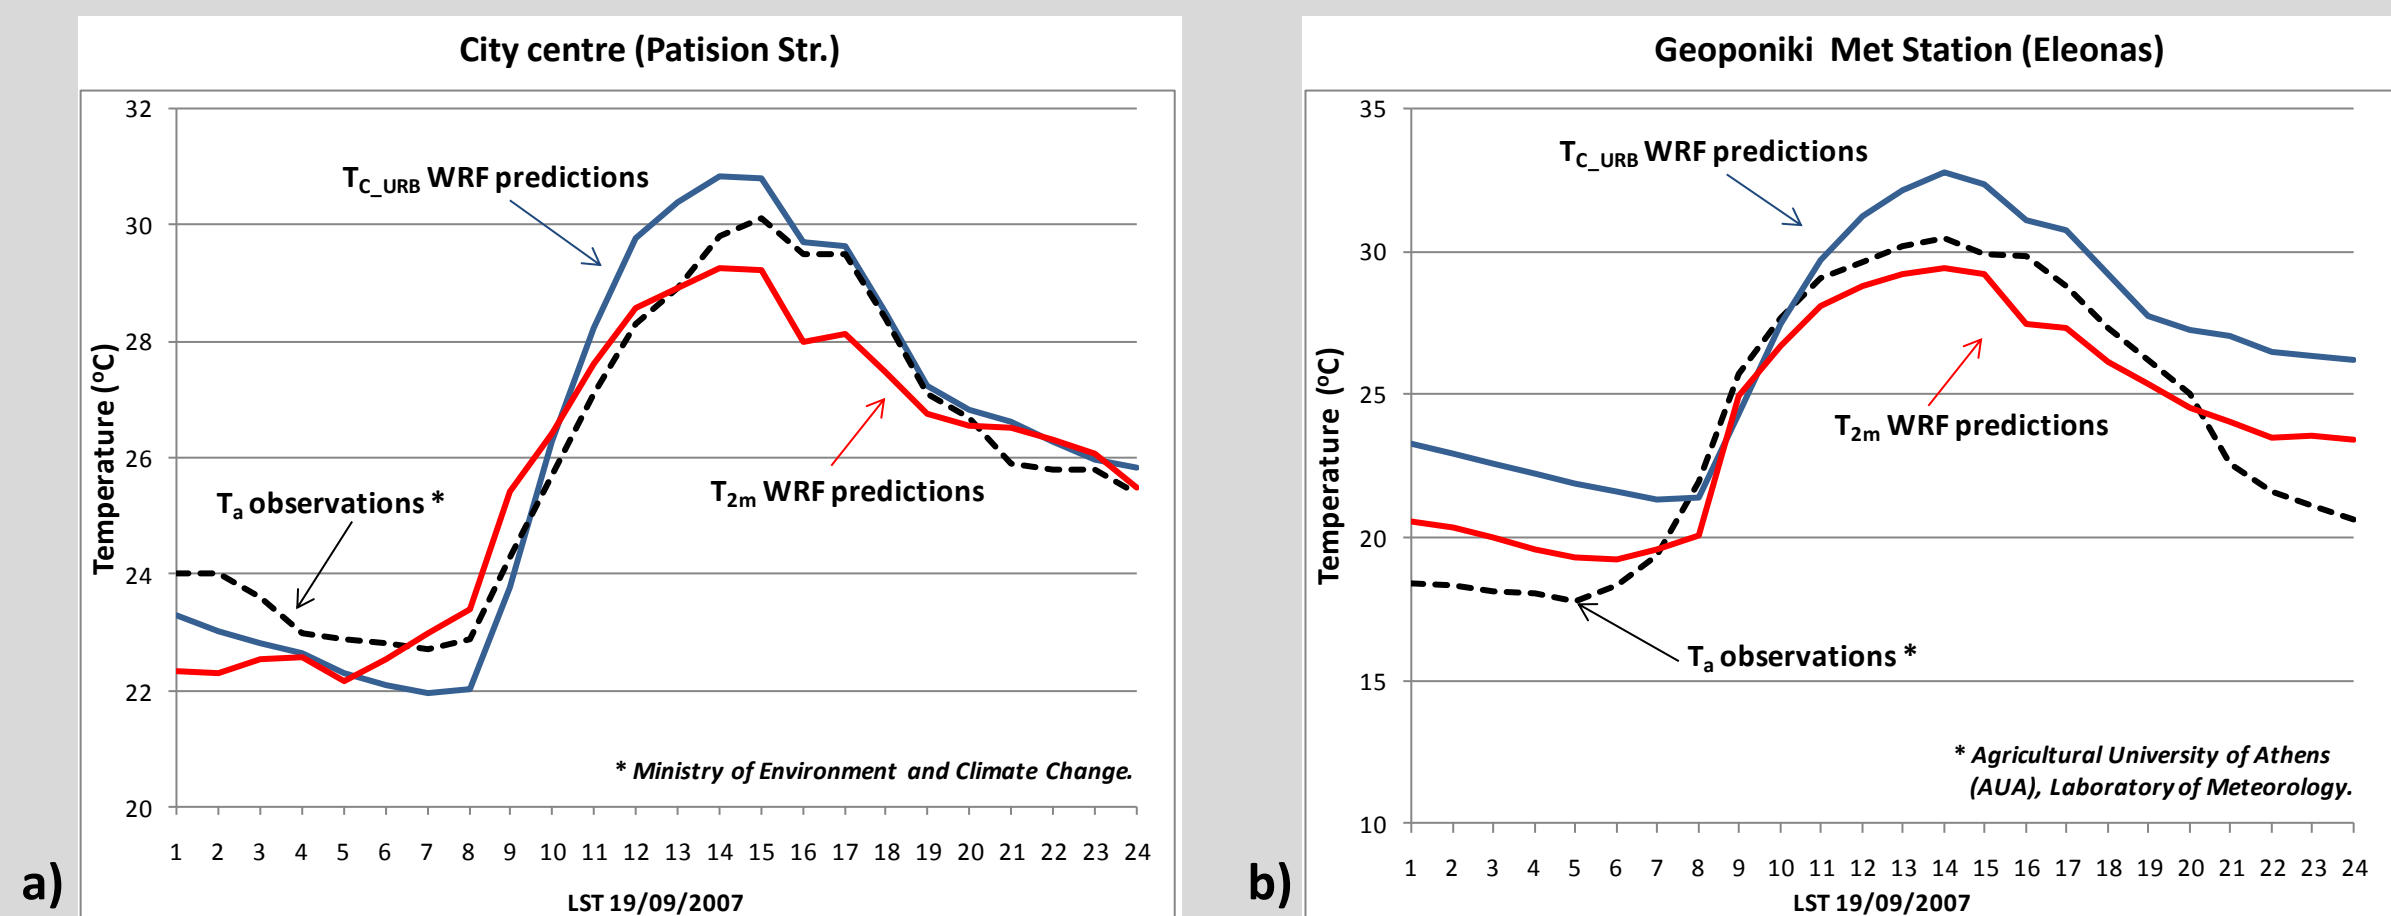 City centre (Patision Str.)
32
30
28
26
24
22
20
Temperature (oC)
TC_URB WRF predictions
Ta observations *
T2m WRF predictions
* Ministry of Environment and Climate Change.
1 2 3 4 5 6 7 8 9 10 11 12 13 14 15 16 17 18 19 20 21 22 23 24
LST 19/09/2007
a)
Geoponiki Met Station (Eleonas)
35
30
25
20
15
10
Temperature (oC)
TC_URB WRF predictions
T2m WRF predictions
Ta observations *
* Agricultural University of Athens
(AUA), Laboratory of Meteorology.
1 2 3 4 5 6 7 8 9 10 11 12 13 14 15 16 17 18 19 20 21 22 23 24
LST 19/09/2007
b)